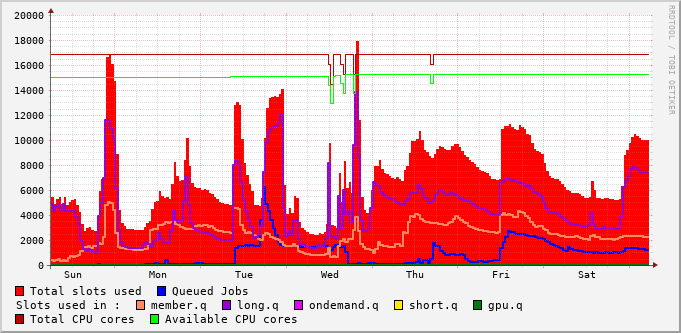 20000
18000
16000
14000
12000
10000
8000
6000
4000
2000
0
Sun Mon Tue Wed Thu Fri Sat
RRDTOOL / TOBI OETIKER
Total slots used Queued Jobs
Slots used in : member.q long.q ondemand.q short.q gpu.q
Total CPU cores Available CPU cores